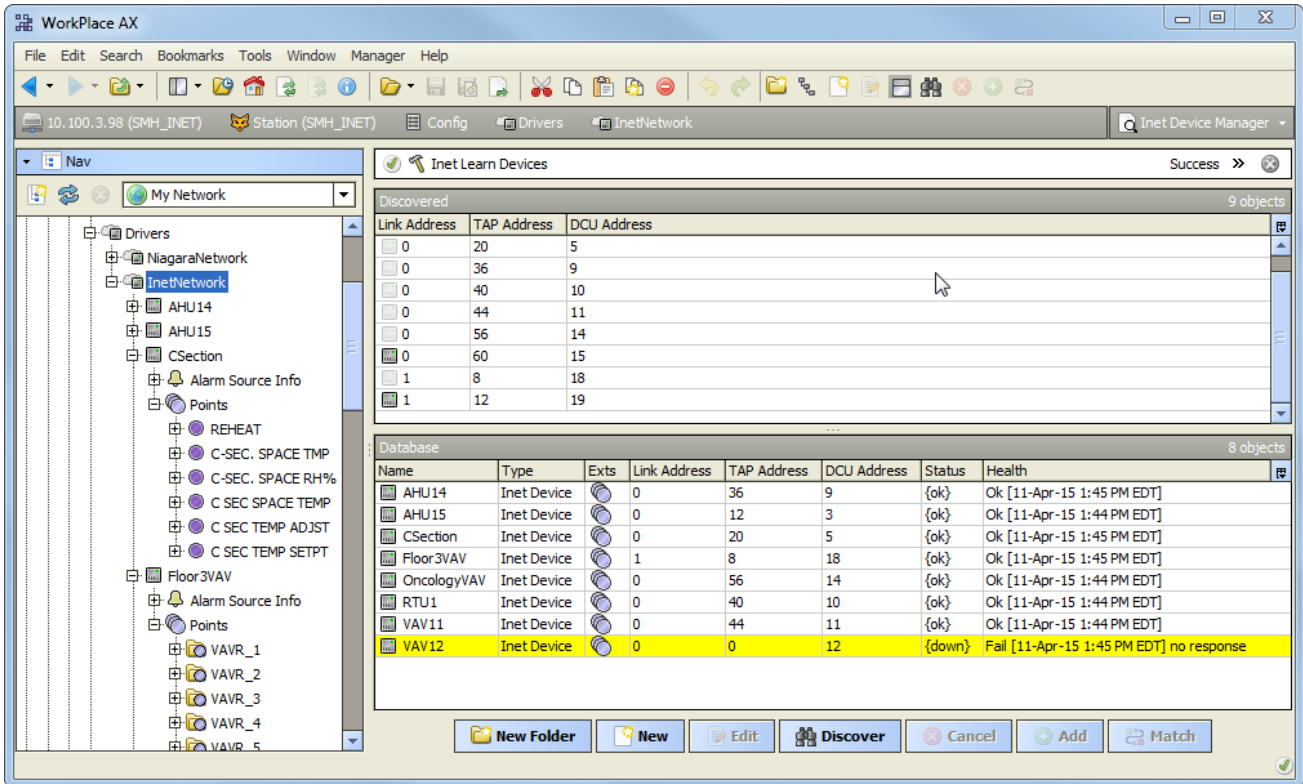 WorkPlace AX
File Edit Search Bookmarks Tools Window Manager Help
10.100.3.98 (SMH_INET) Station (SMH_INET) Config Drivers InetNetwork Inet Device Manager
Nav
My Network
Drivers
NiagaraNetwork
InetNetwork
AHU14
AHU15
CSection
Alarm Source Info
Points
REHEAT
C-SEC. SPACE TMP
C-SEC. SPACE RH%
C SEC SPACE TEMP
C SEC TEMP ADJST
C SEC TEMP SETPT
Floor3VAV
Alarm Source Info
Points
VAVR_1
VAVR_2
VAVR_3
VAVR_4
VAVR_5
Inet Learn Devices Success »
Discovered 9 objects
Link Address TAP Address DCU Address
0 20 5
0 36 9
0 40 10
0 44 11
0 56 14
0 60 15
1 8 18
1 12 19
Database 8 objects
Name Type Exts Link Address TAP Address DCU Address Status Health
AHU14 Inet Device 0 36 9 {ok} Ok [11-Apr-15 1:45 PM EDT]
AHU15 Inet Device 0 12 3 {ok} Ok [11-Apr-15 1:44 PM EDT]
CSection Inet Device 0 20 5 {ok} Ok [11-Apr-15 1:45 PM EDT]
Floor3VAV Inet Device 1 8 18 {ok} Ok [11-Apr-15 1:45 PM EDT]
OncologyVAV Inet Device 0 56 14 {ok} Ok [11-Apr-15 1:44 PM EDT]
RTU1 Inet Device 0 40 10 {ok} Ok [11-Apr-15 1:44 PM EDT]
VAV11 Inet Device 0 44 11 {ok} Ok [11-Apr-15 1:44 PM EDT]
VAV12 Inet Device 0 0 12 {down} Fail [11-Apr-15 1:45 PM EDT] no response
New Folder New Edit Discover Cancel Add Match